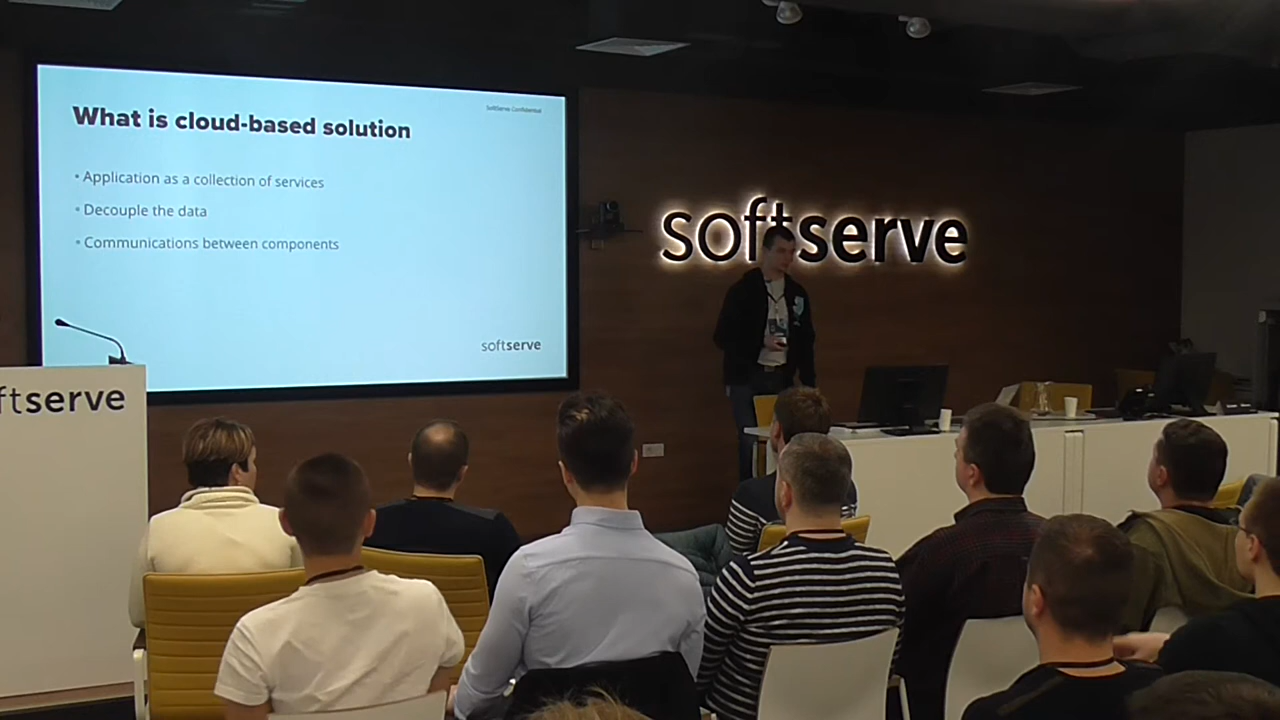 SoftServe Confidential
What is cloud-based solution
• Application as a collection of services
• Decouple the data
• Communications between components
softserve
softserve
ftserve